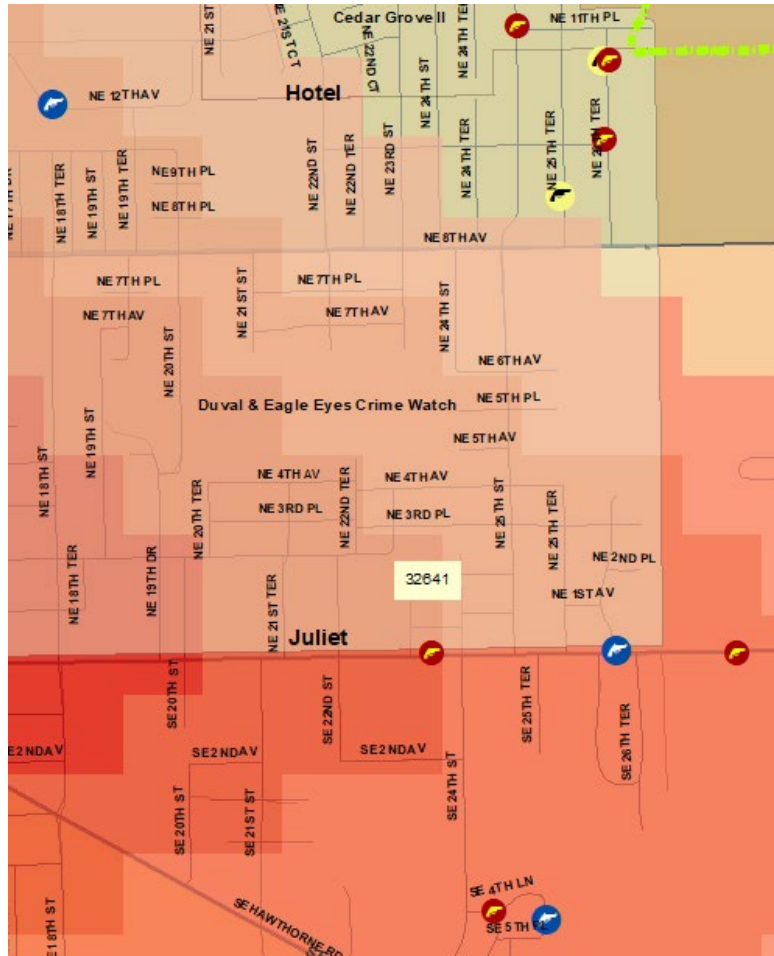 Cedar Grove II
NE 11TH PL
NE 21 ST
NE 21ST CT
NE 22ND CT
NE 24TH ST
NE 24TH TER
Hotel
NE 12TH AV
NE 18TH TER
NE 19TH ST
NE 19TH TER
NE 9TH PL
NE 8TH PL
NE 22ND ST
NE 22ND TER
NE 23RD ST
NE 24TH TER
NE 25TH TER
NE 8TH AV
NE 7TH PL
NE 7TH AV
NE 20TH ST
NE 21ST ST
NE 7TH PL
NE 7TH AV
NE 24TH ST
NE 6TH AV
NE 5TH PL
NE 5TH AV
Duval & Eagle Eyes Crime Watch
NE 18TH ST
NE 19TH ST
NE 20TH TER
NE 4TH AV
NE 3RD PL
NE 22ND TER
NE 4TH AV
NE 3RD PL
NE 25TH ST
NE 25TH TER
NE 2ND PL
NE 1ST AV
NE 18TH TER
NE 19TH DR
NE 21ST TER
32641
Juliet
SE 20TH ST
SE 22ND ST
SE 25TH TER
SE 26TH TER
SE 2ND AV
SE 2ND AV
SE 24TH ST
SE 20TH ST
SE 21ST ST
SE HAWTHORNE RD
SE 18TH ST
SE 4TH LN
SE 5TH